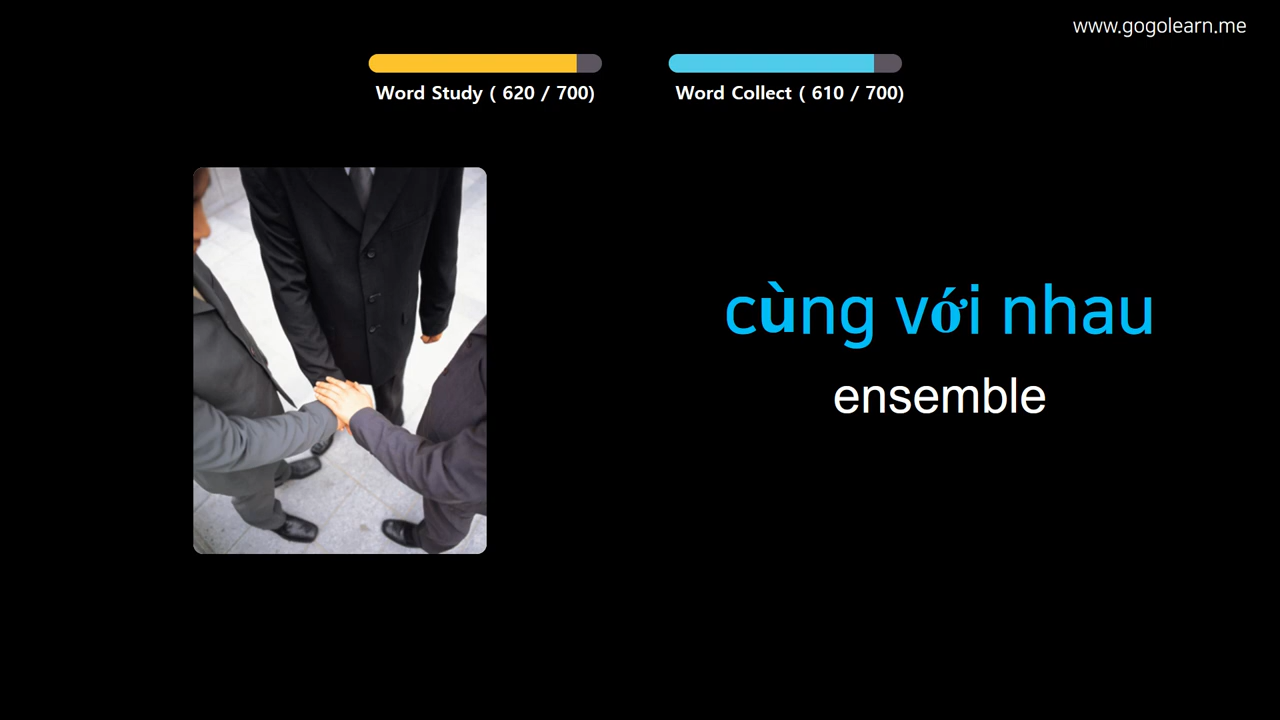 www.gogolearn.me
Word Study ( 620 / 700)
Word Collect ( 610 / 700)
cùng với nhau
ensemble